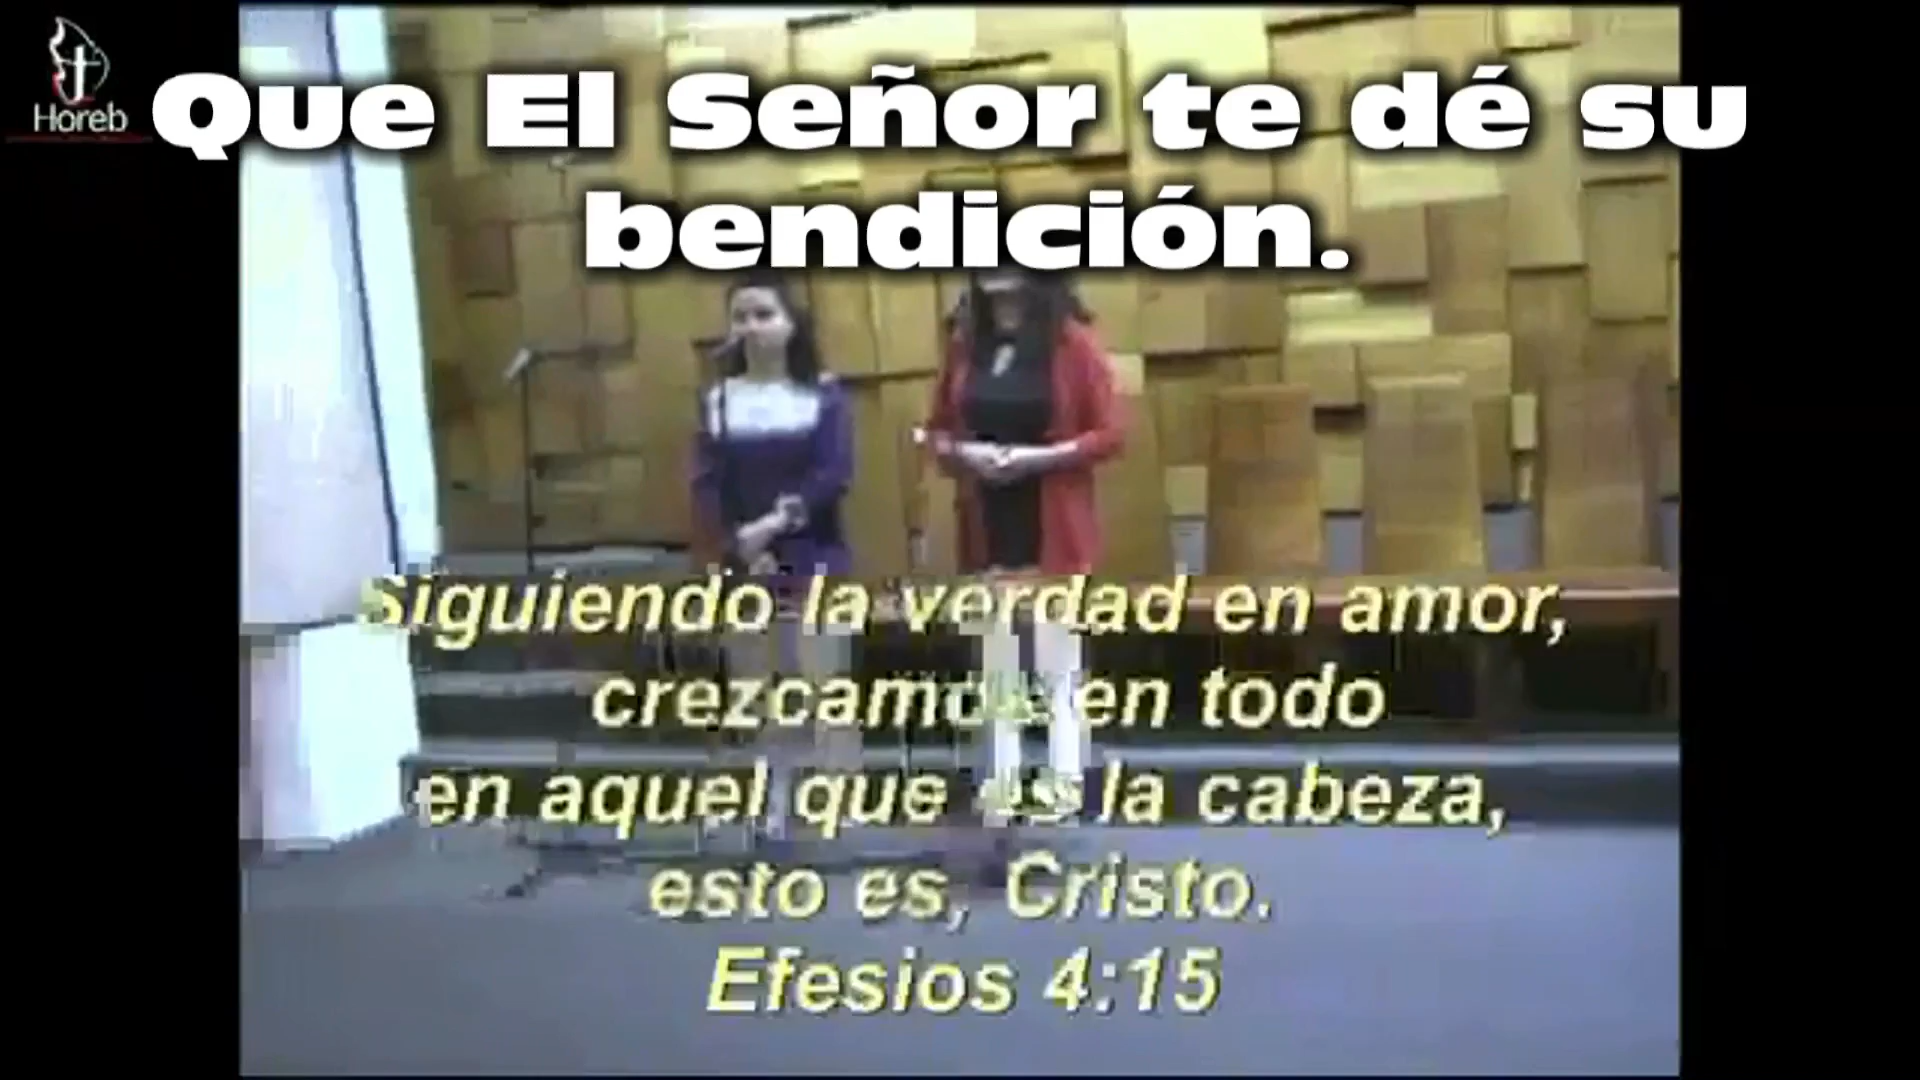 Horeb
Que El Señor te dé su
bendición.
Siguiendo la verdad en amor,
crezcamos en todo
en aquel que es la cabeza,
esto es, Cristo.
Efesios 4:15